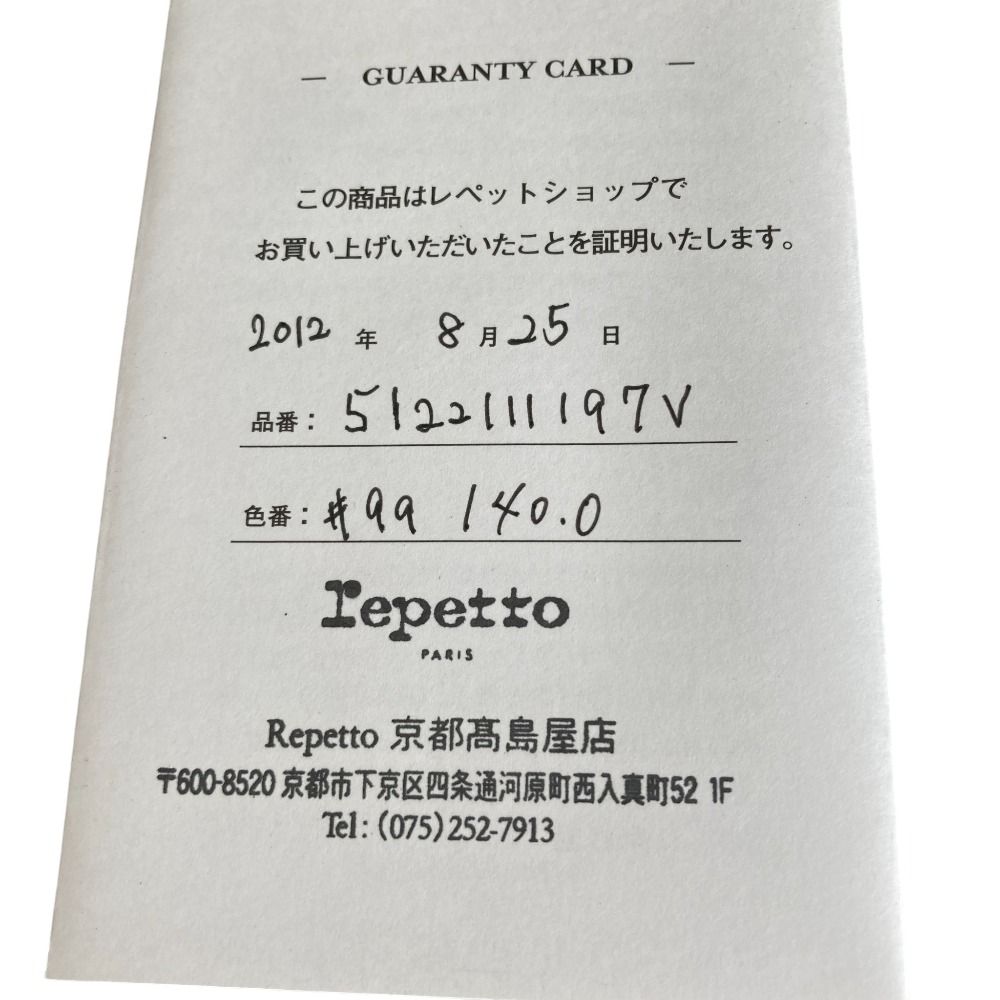 — GUARANTY CARD —
この商品はレペットショップで
お買い上げいただいたことを証明いたします。
2012 年 8 月 25 日
品番: 5122111197V
色番: #99 140.0
repetto
PARIS
Repetto 京都髙島屋店
〒600-8520 京都市下京区四条通河原町西入真町52 1F
Tel: (075)252-7913